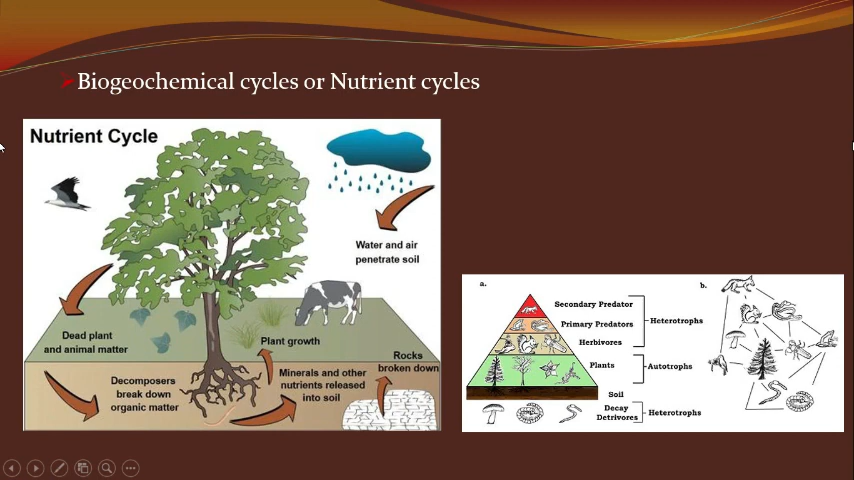 Biogeochemical cycles or Nutrient cycles
Nutrient Cycle
Water and air
penetrate soil
Dead plant
and animal matter
Plant growth
Rocks
broken down
Decomposers
break down
organic matter
Minerals and other
nutrients released
into soil
a.
Secondary Predator
Primary Predators
Herbivores
Heterotrophs
Plants
Autotrophs
Soil
Decay
Detrivores
Heterotrophs
b.